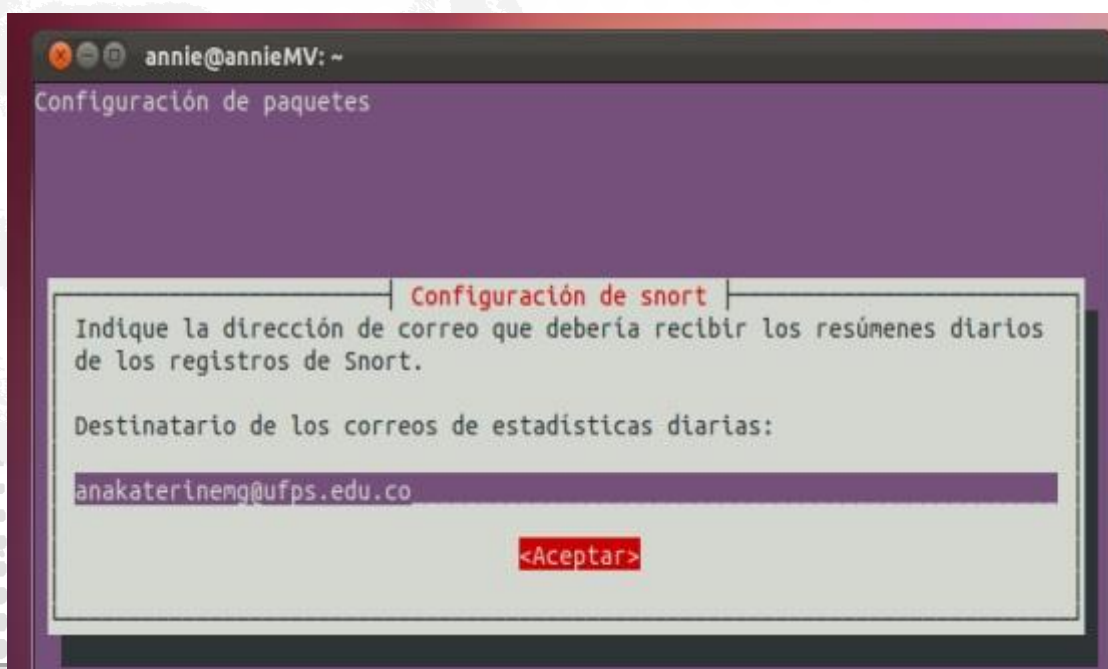 annie@annieMV: ~
Configuración de paquetes
Configuración de snort
Indique la dirección de correo que debería recibir los resúmenes diarios
de los registros de Snort.
Destinatario de los correos de estadísticas diarias:
anakaterinemg@ufps.edu.co
<Aceptar>